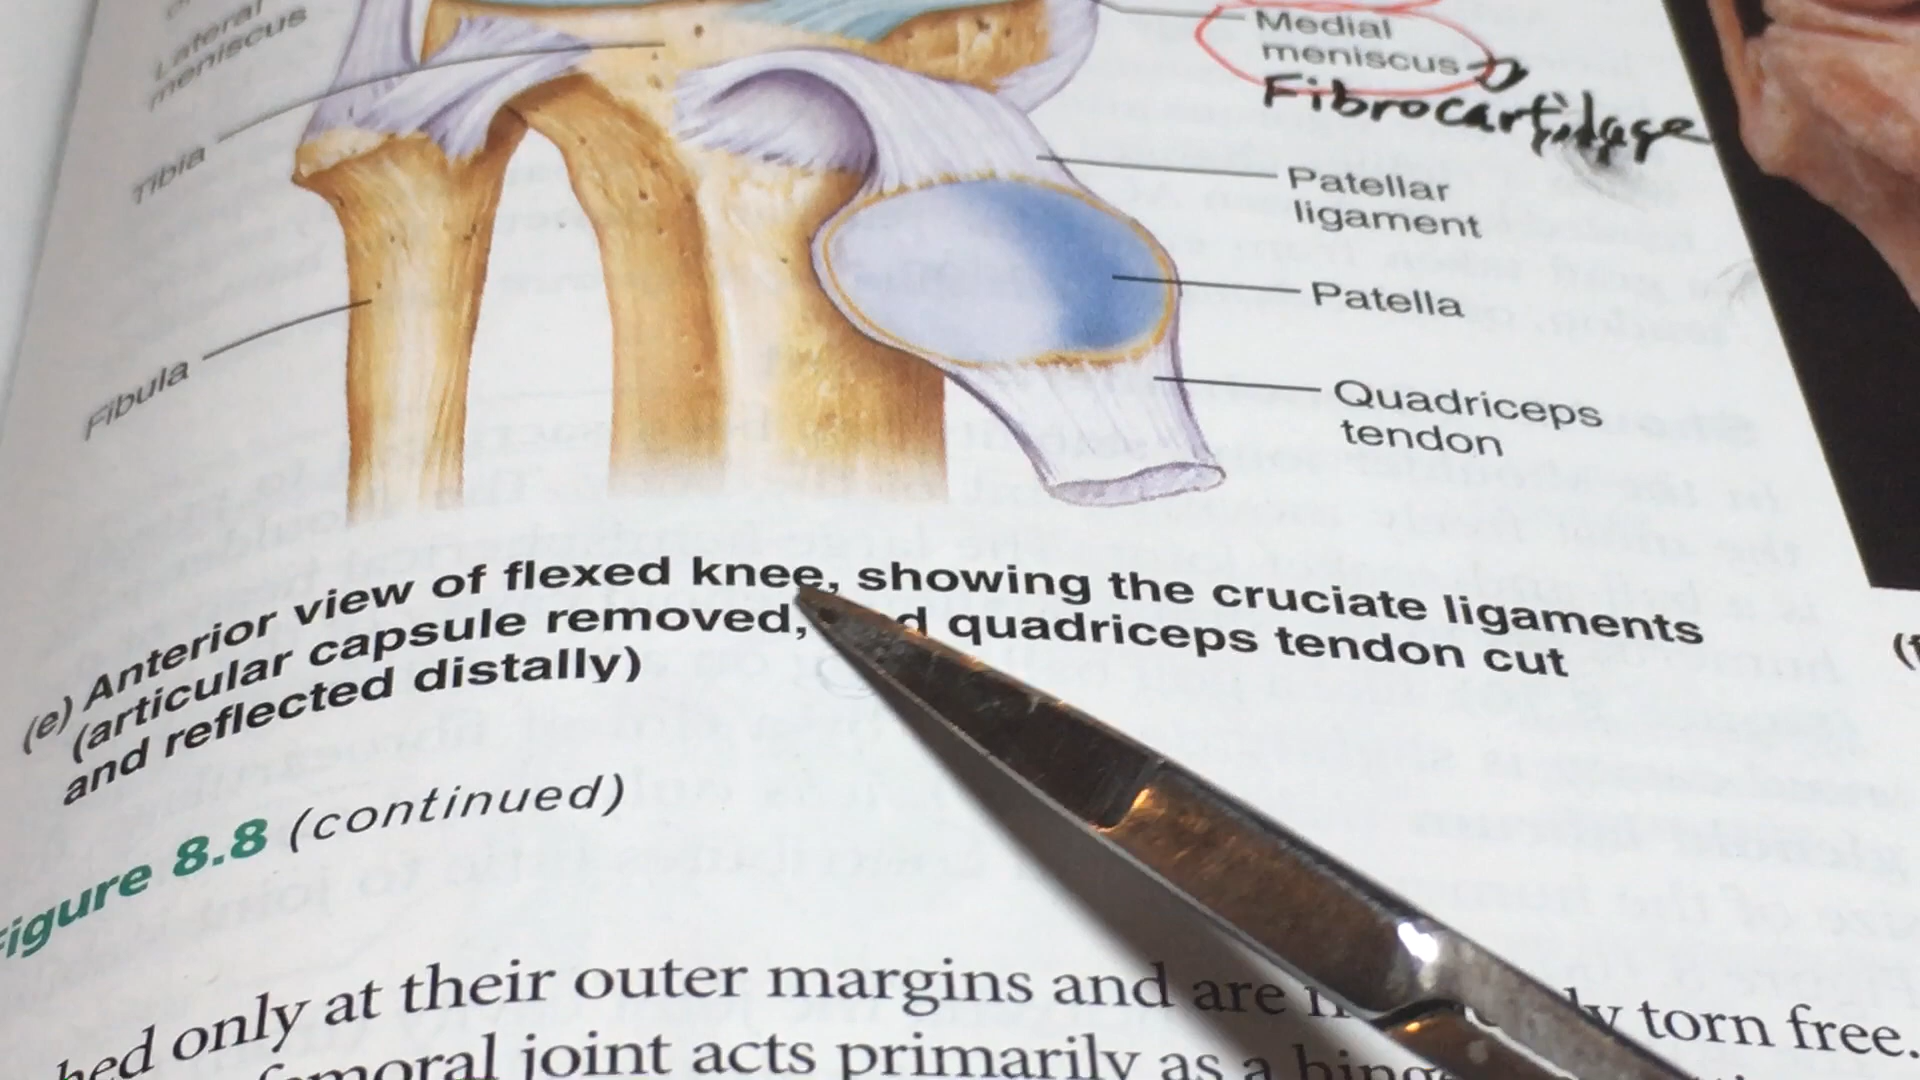 Lateral
meniscus
Tibia
Fibula
Medial
meniscus
Fibrocartilage
Patellar
ligament
Patella
Quadriceps
tendon
(e) Anterior view of flexed knee, showing the cruciate ligaments
(articular capsule removed, quadriceps tendon cut
and reflected distally)
Figure 8.8 (continued)
only at their outer margins and are torn free.
joint acts primarily as a